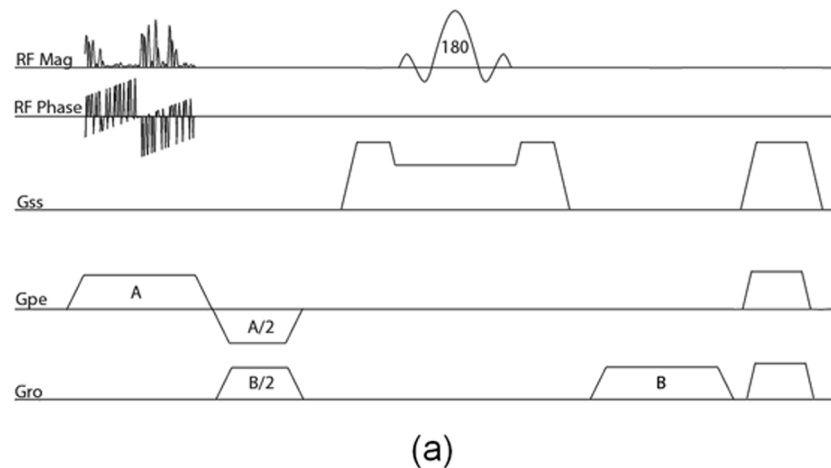 RF Mag
180
RF Phase
Gss
Gpe
A
A/2
Gro
B/2
B
(a)